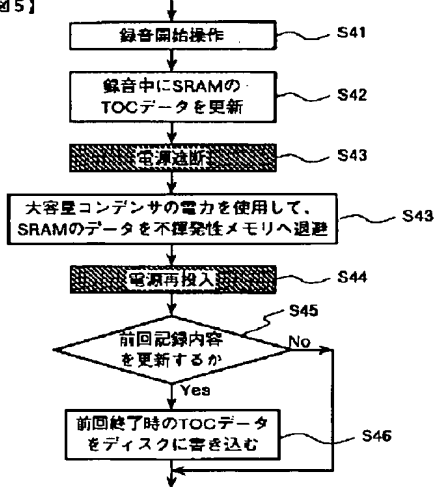 図5】
録音開始操作
S41
録音中にSRAMの
TOCデータを更新
S42
電源遮断
S43
大容量コンデンサの電力を使用して、
SRAMのデータを不揮発性メモリへ退避
S43
電源再投入
S44
S45
前回記録内容
を更新するか
No
Yes
前回終了時のTOCデータ
をディスクに書き込む
S46